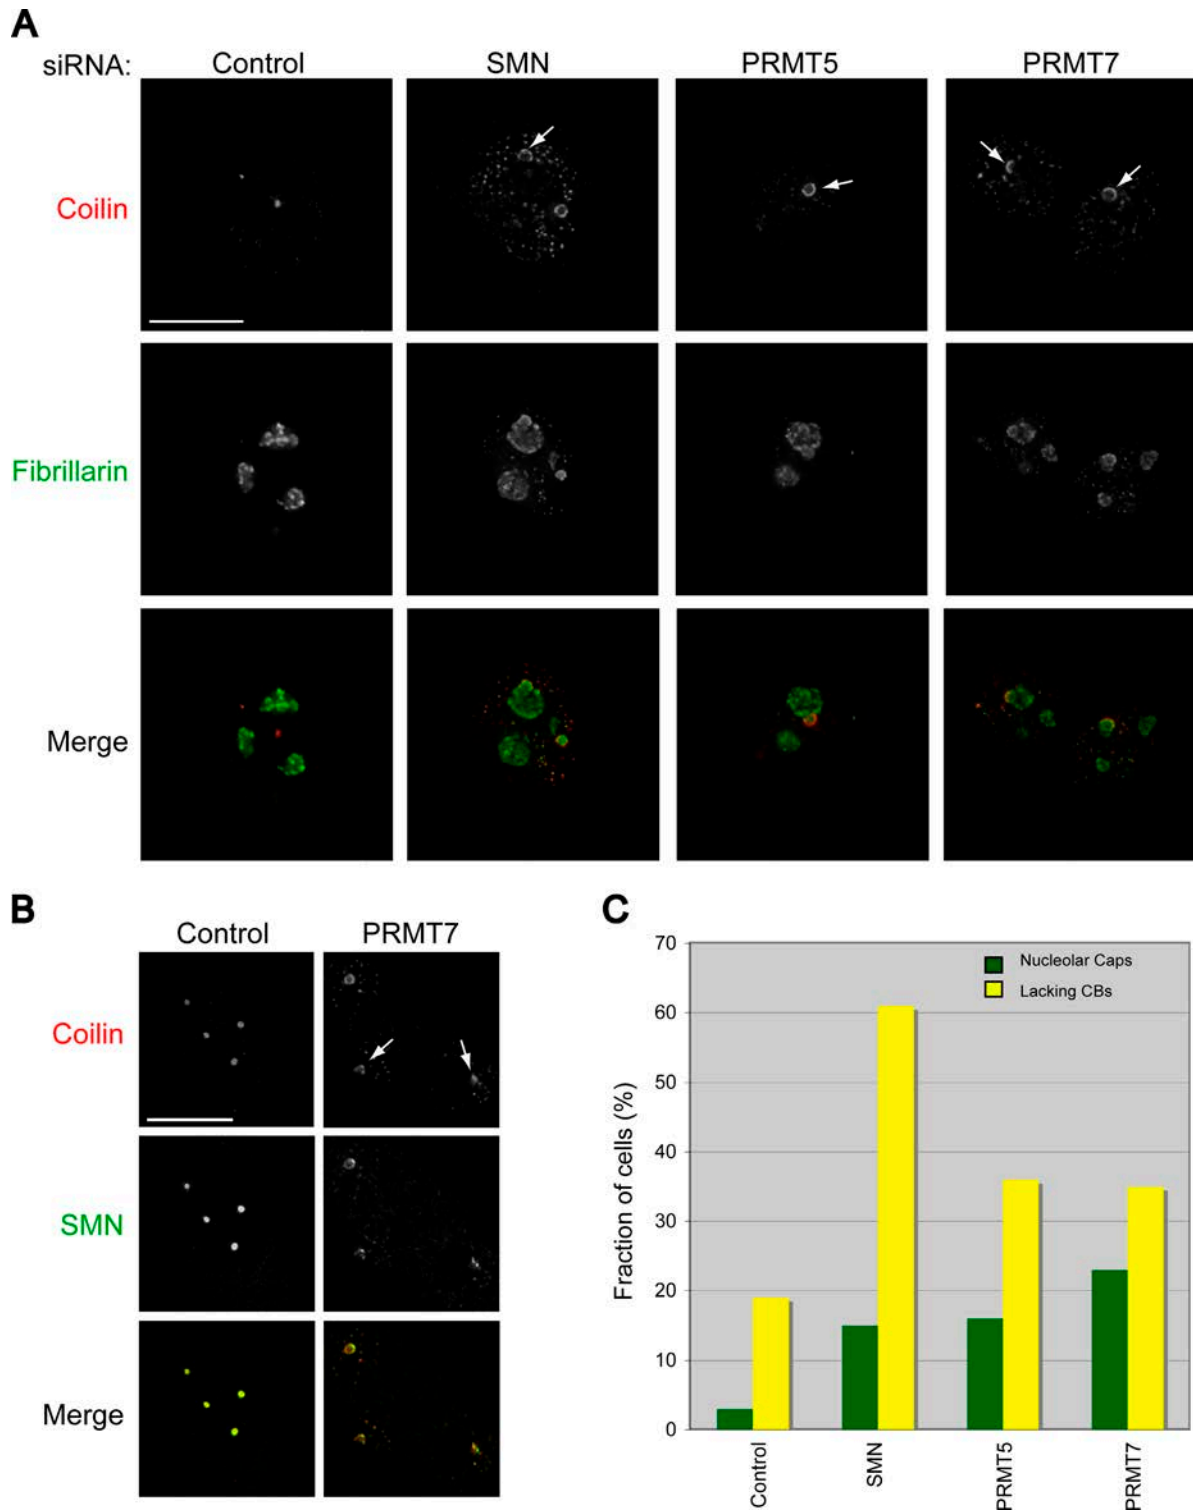 A
siRNA: Control SMN PRMT5 PRMT7
Coilin
Fibrillarin
Merge
B
Control PRMT7
Coilin
SMN
Merge
C
70
60
50
40
30
20
10
0
Fraction of cells (%)
Nucleolar Caps
Lacking CBs
Control
SMN
PRMT5
PRMT7